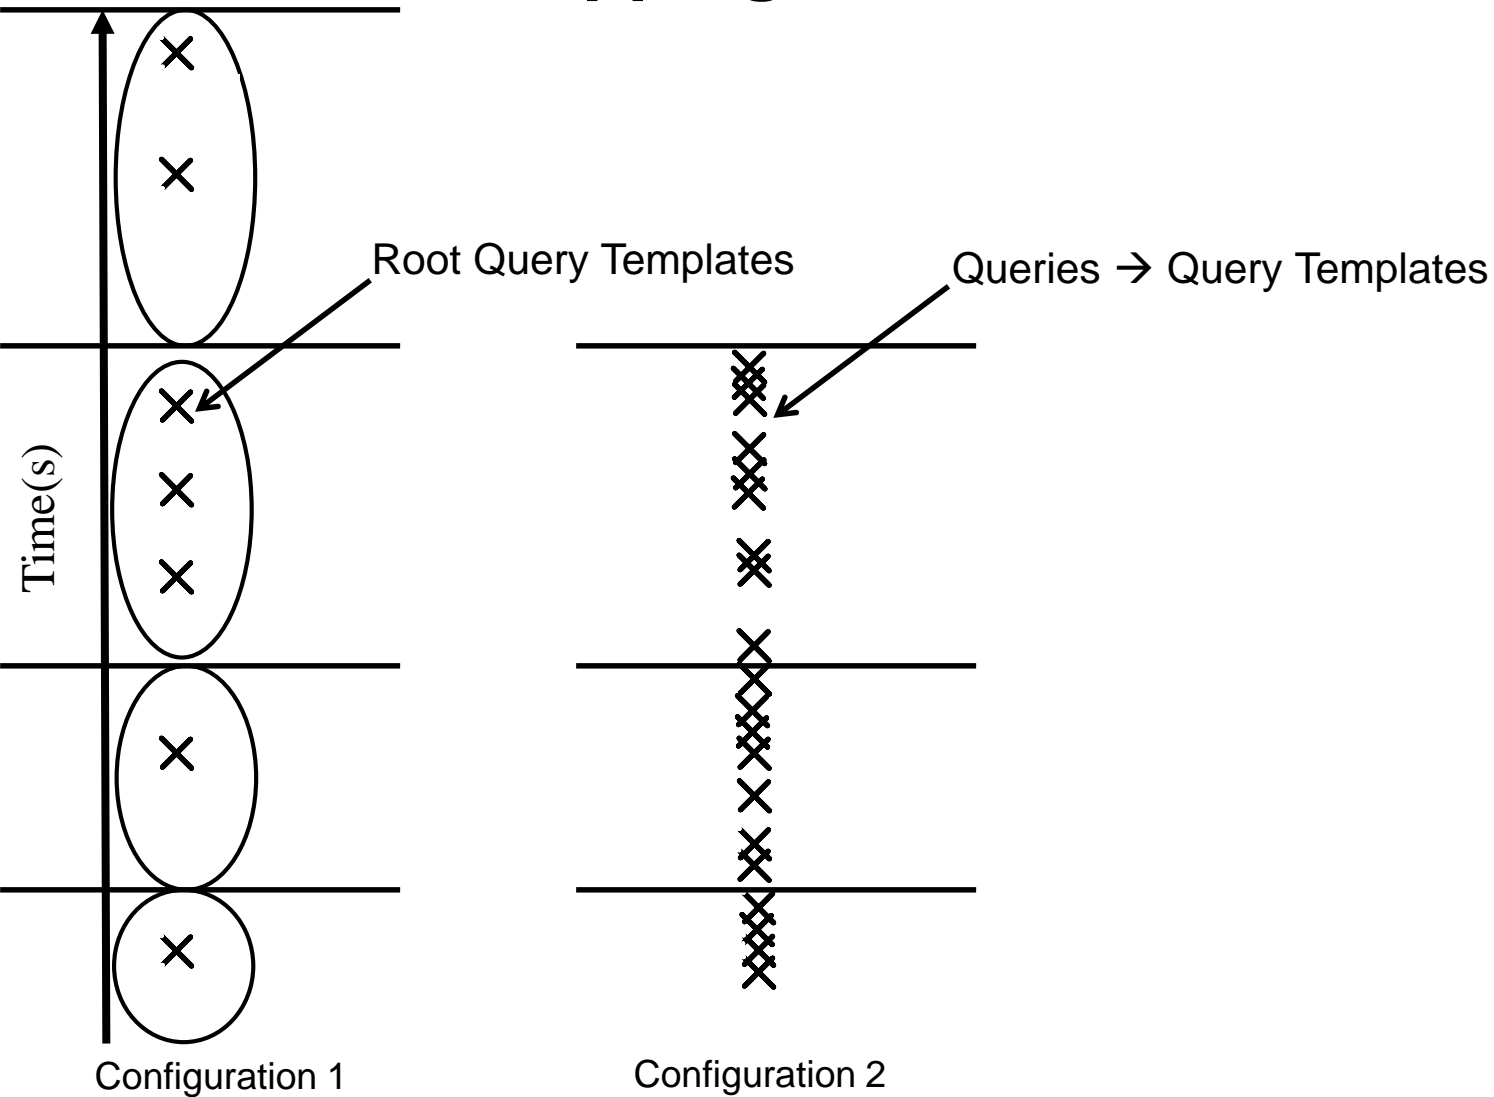 Root Query Templates
Queries → Query Templates
Time(s)
Configuration 1
Configuration 2